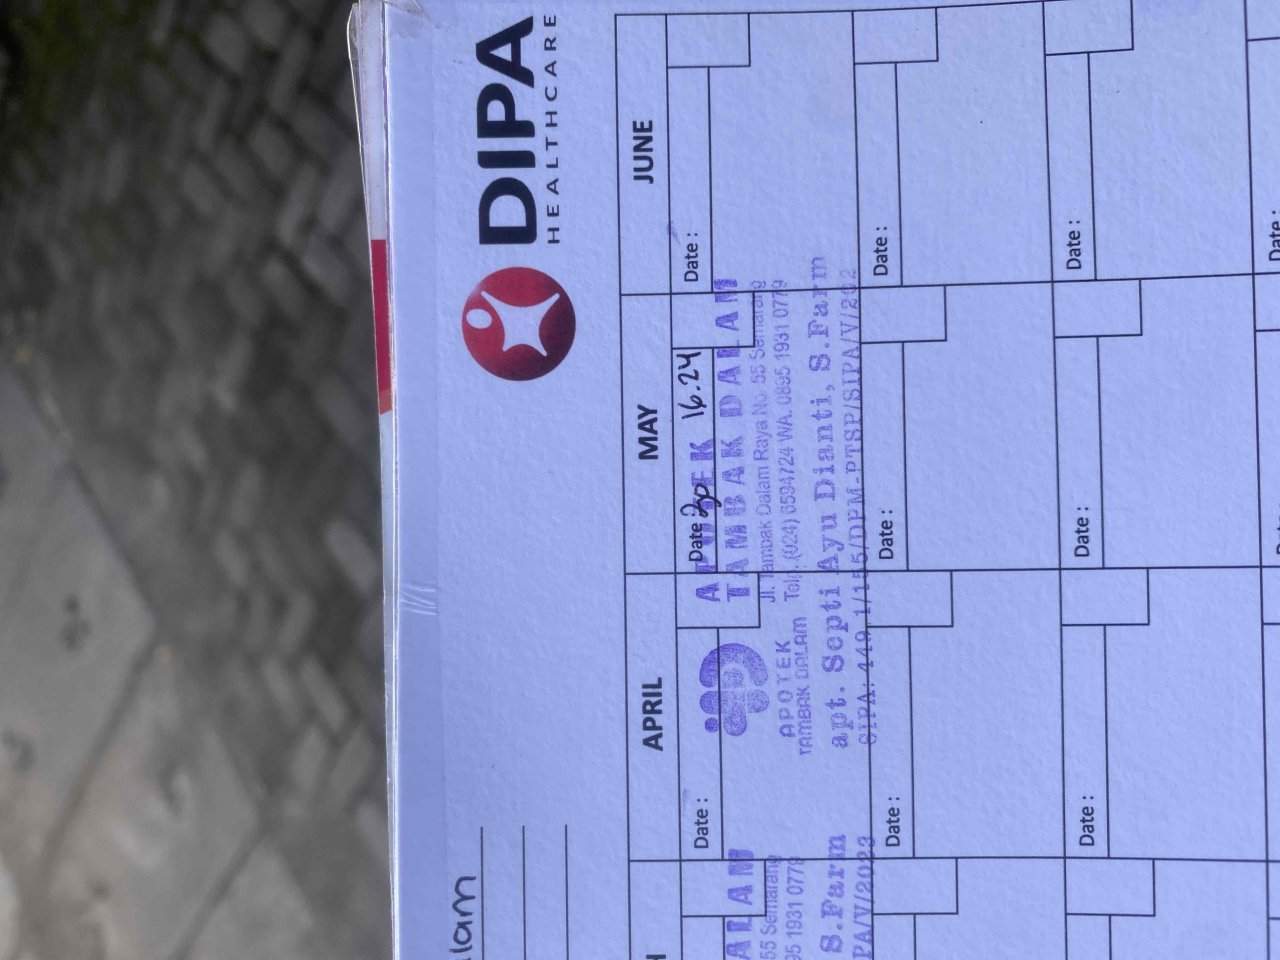 DIPA
HEALTHCARE
lam
APRIL
MAY
JUNE
Date :
Date 20 16.24
Date :
APOTEK
TAMBAK DALAM
Jl. Tambak Dalam Raya No. 55 Semarang
Telp. (024) 6594724 WA. 0895 1931 0779
APOTEK
TAMBAK DALAM
apt. Septi Ayu Dianti, S.Farm
SIPA: 449.1/155/DPM-PTSP/SIPA/V/202
ALAM
55 Semarang
95 1931 0779
S.Farm
PA/V/2023
Date :
Date :
Date :
Date :
Date :
Date :
Date